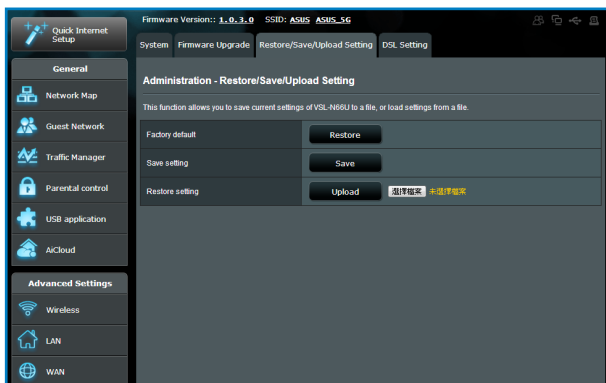 Quick Internet Setup
Firmware Version:: 1.0.3.0 SSID: ASUS ASUS_5G
System Firmware Upgrade Restore/Save/Upload Setting DSL Setting
General
Network Map
Guest Network
Traffic Manager
Parental control
USB application
AiCloud
Advanced Settings
Wireless
LAN
WAN
Administration - Restore/Save/Upload Setting
This function allows you to save current settings of VSL-N66U to a file, or load settings from a file.
Factory default Restore
Save setting Save
Restore setting Upload 選擇檔案 未選擇檔案